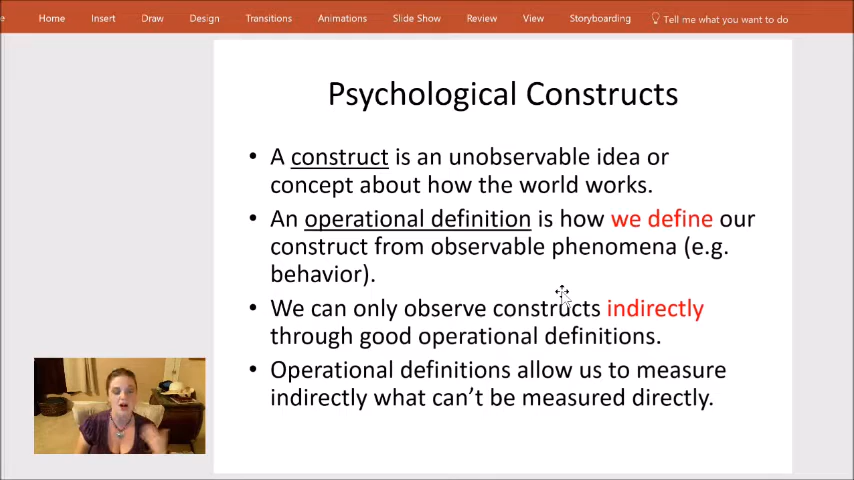 Home Insert Draw Design Transitions Animations Slide Show Review View Storyboarding Tell me what you want to do
Psychological Constructs
• A construct is an unobservable idea or
concept about how the world works.
• An operational definition is how we define our
construct from observable phenomena (e.g.
behavior).
• We can only observe constructs indirectly
through good operational definitions.
• Operational definitions allow us to measure
indirectly what can’t be measured directly.